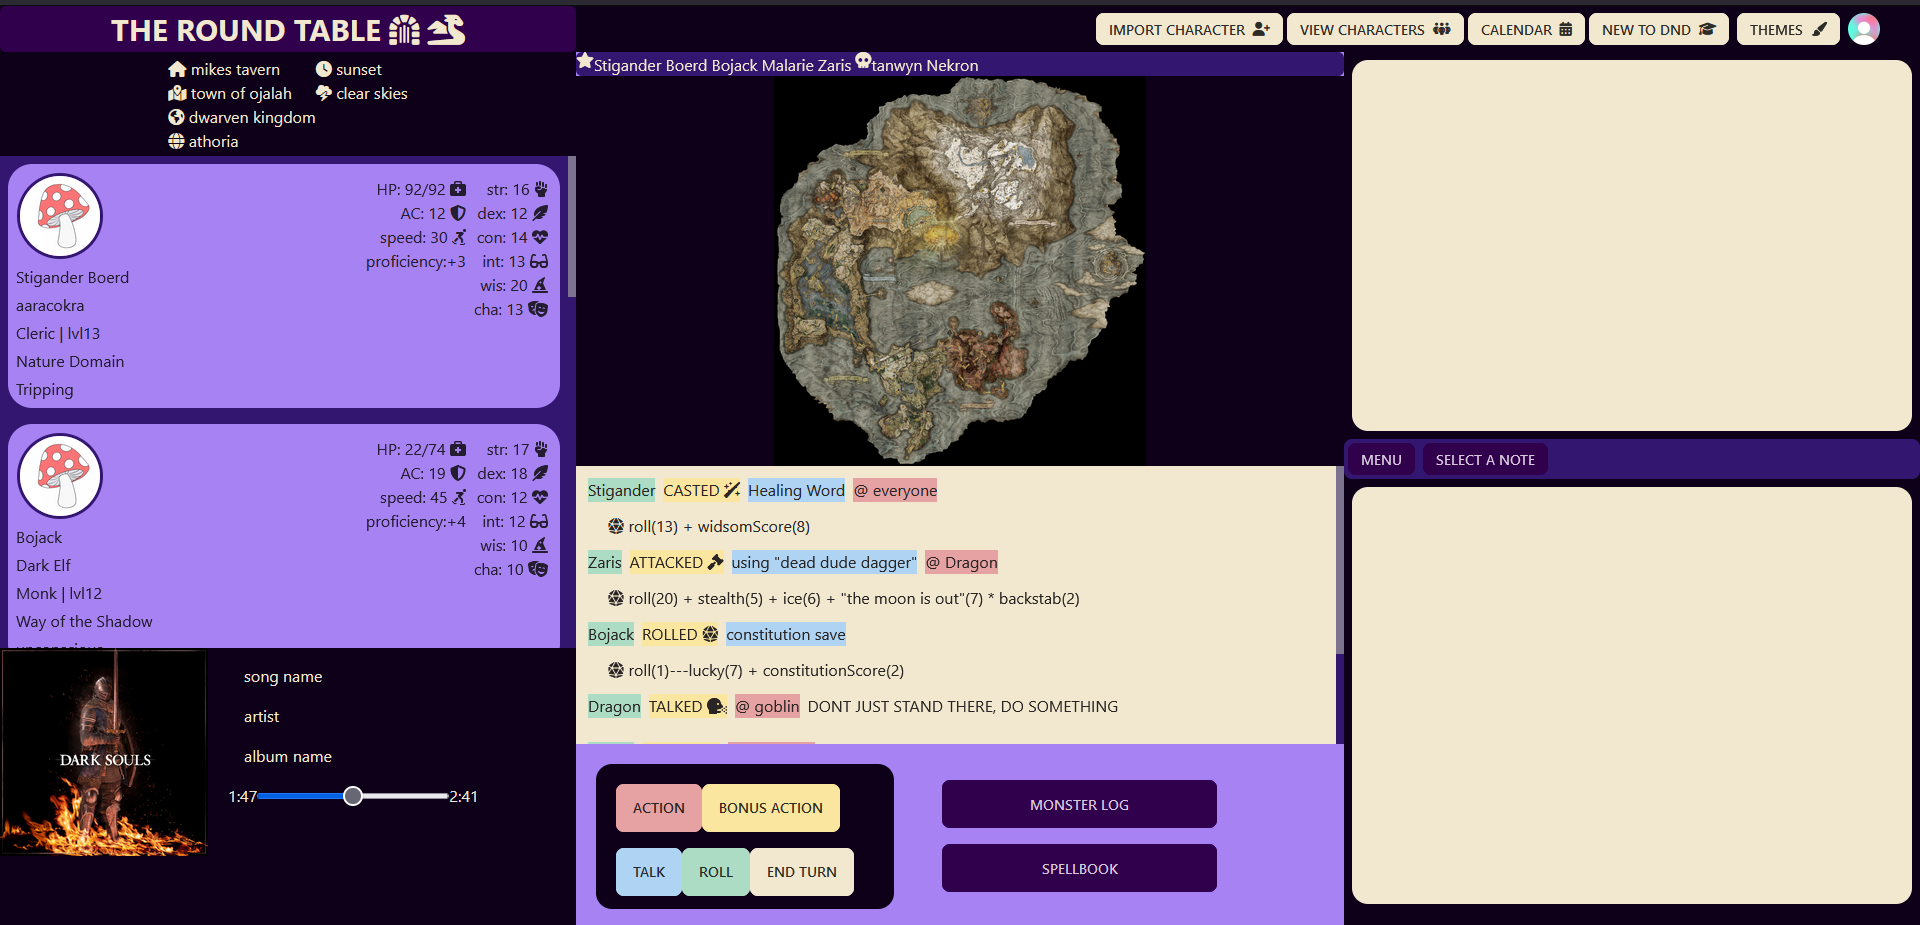 THE ROUND TABLE
IMPORT CHARACTER
VIEW CHARACTERS
CALENDAR
NEW TO DND
THEMES
mikes tavern
sunset
town of ojalah
clear skies
dwarven kingdom
athoria
Stigander Boerd Bojack Malarie Zaris tanwyn Nekron
HP: 92/92 str: 16
AC: 12 dex: 12
speed: 30 con: 14
proficiency:+3 int: 13
wis: 20
cha: 13
Stigander Boerd
aaracokra
Cleric | lvl13
Nature Domain
Tripping
HP: 22/74 str: 17
AC: 19 dex: 18
speed: 45 con: 12
proficiency:+4 int: 12
wis: 10
cha: 10
Bojack
Dark Elf
Monk | lvl12
Way of the Shadow
DARK SOULS
song name
artist
album name
1:47 2:41
Stigander CASTED Healing Word @ everyone
roll(13) + widsomScore(8)
Zaris ATTACKED using "dead dude dagger" @ Dragon
roll(20) + stealth(5) + ice(6) + "the moon is out"(7) * backstab(2)
Bojack ROLLED constitution save
roll(1)---lucky(7) + constitutionScore(2)
Dragon TALKED @ goblin DONT JUST STAND THERE, DO SOMETHING
ACTION
BONUS ACTION
TALK
ROLL
END TURN
MONSTER LOG
SPELLBOOK
MENU
SELECT A NOTE